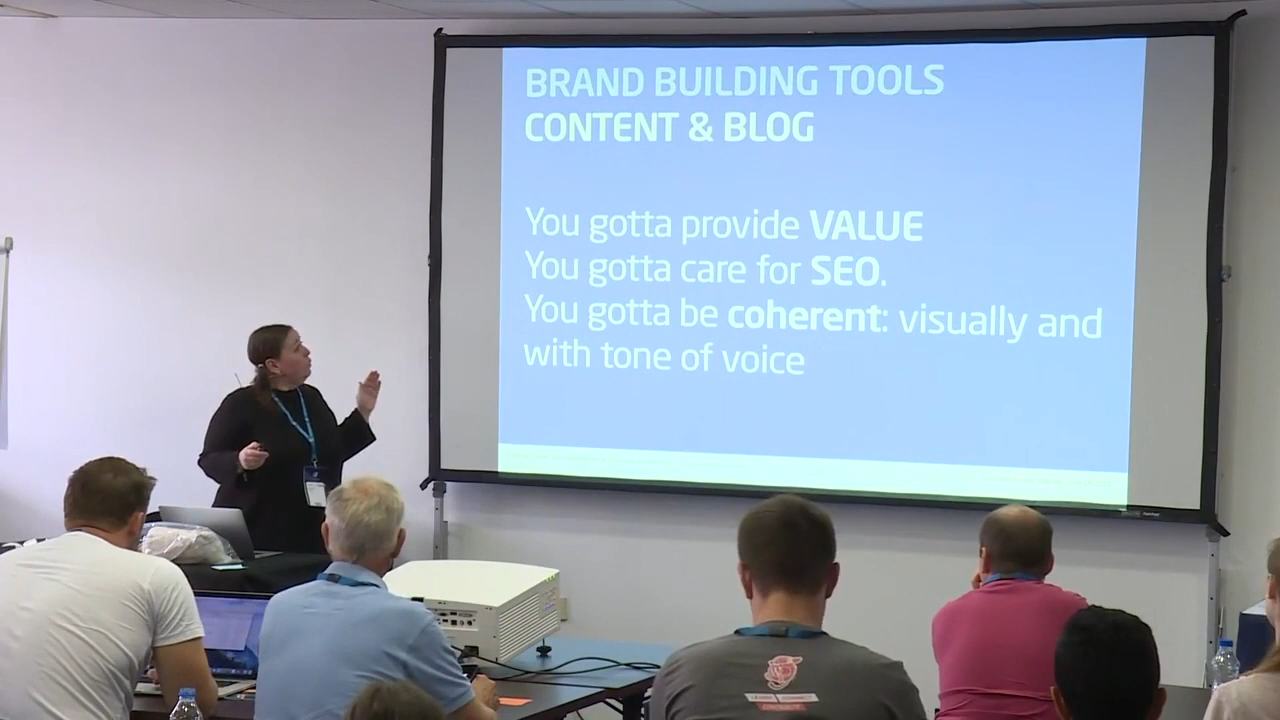 BRAND BUILDING TOOLS
CONTENT & BLOG
You gotta provide VALUE
You gotta care for SEO.
You gotta be coherent: visually and
with tone of voice